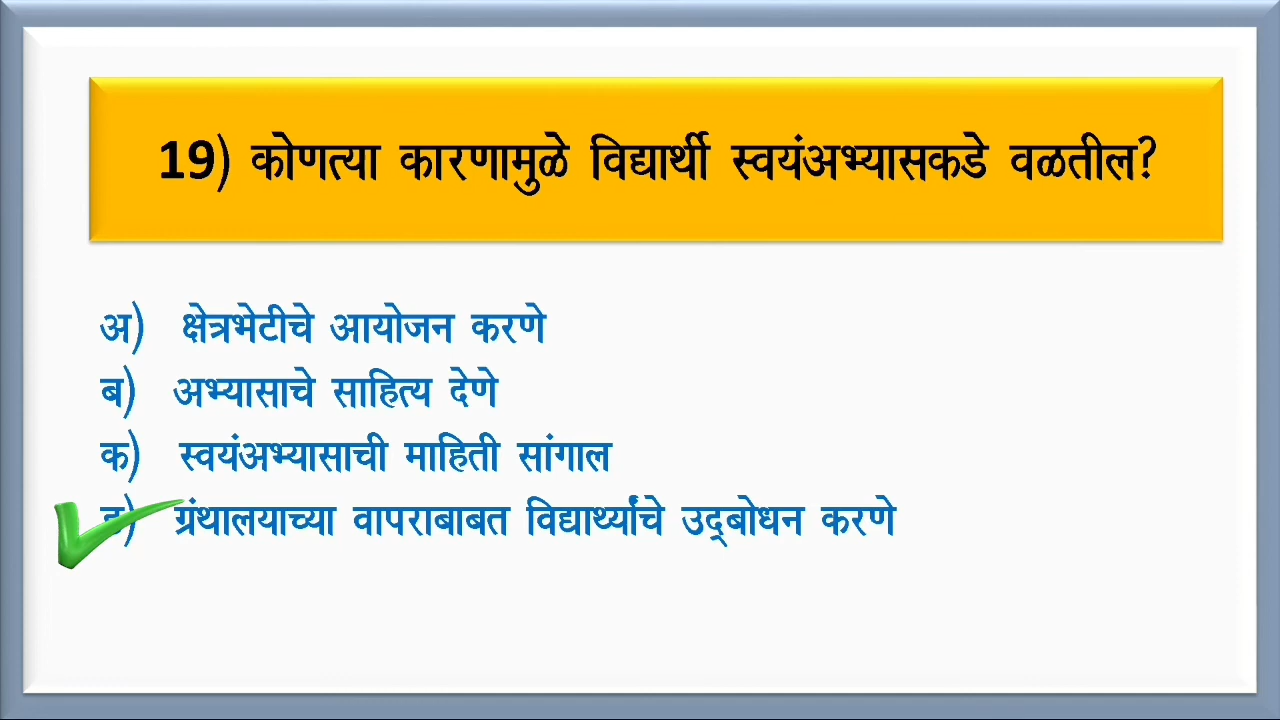 19) कोणत्या कारणामुळे विद्यार्थी स्वयंअभ्यासकडे वळतील?
अ) क्षेत्रभेटीचे आयोजन करणे
ब) अभ्यासाचे साहित्य देणे
क) स्वयंअभ्यासाची माहिती सांगाल
ड) ग्रंथालयाच्या वापराबाबत विद्यार्थ्यांचे उद्‌बोधन करणे